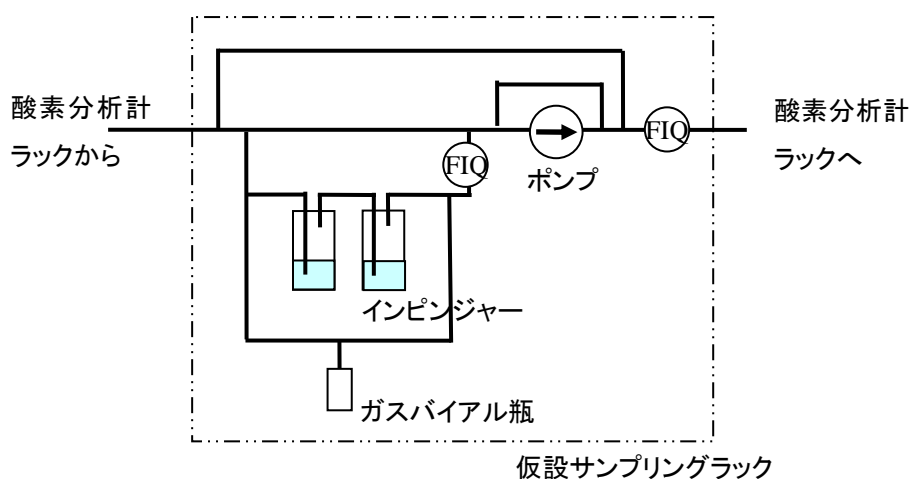 酸素分析計
ラックから
FIQ
酸素分析計
ラックへ
FIQ
ポンプ
インピンジャー
ガスバイアル瓶
仮設サンプリングラック